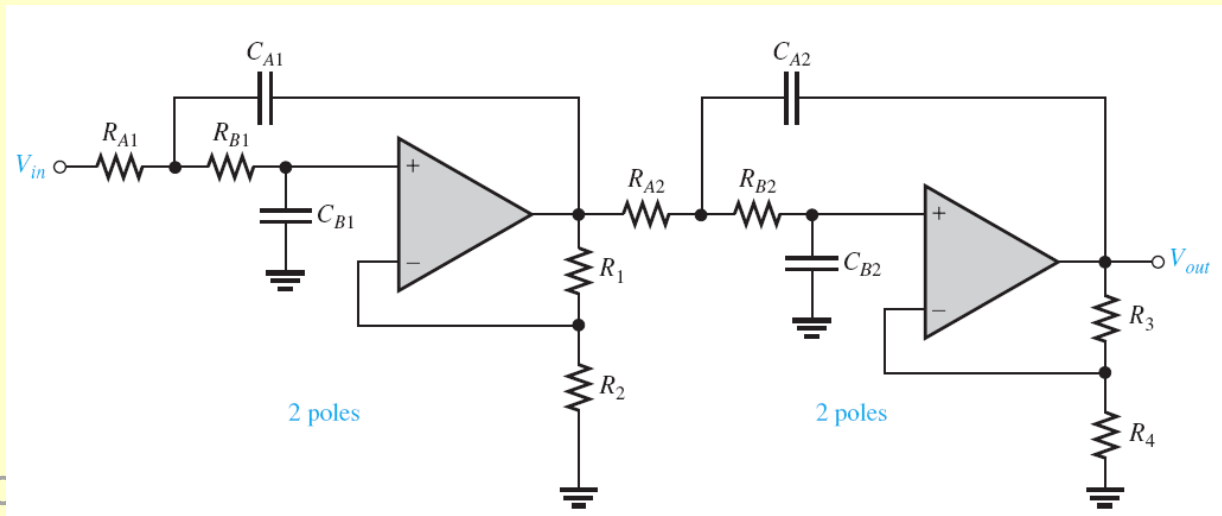 C_A1
C_A2
R_A1
R_B1
V_in
+
C_B1
−
R_A2
R_B2
+
C_B2
−
V_out
R_1
R_2
R_3
R_4
2 poles
2 poles